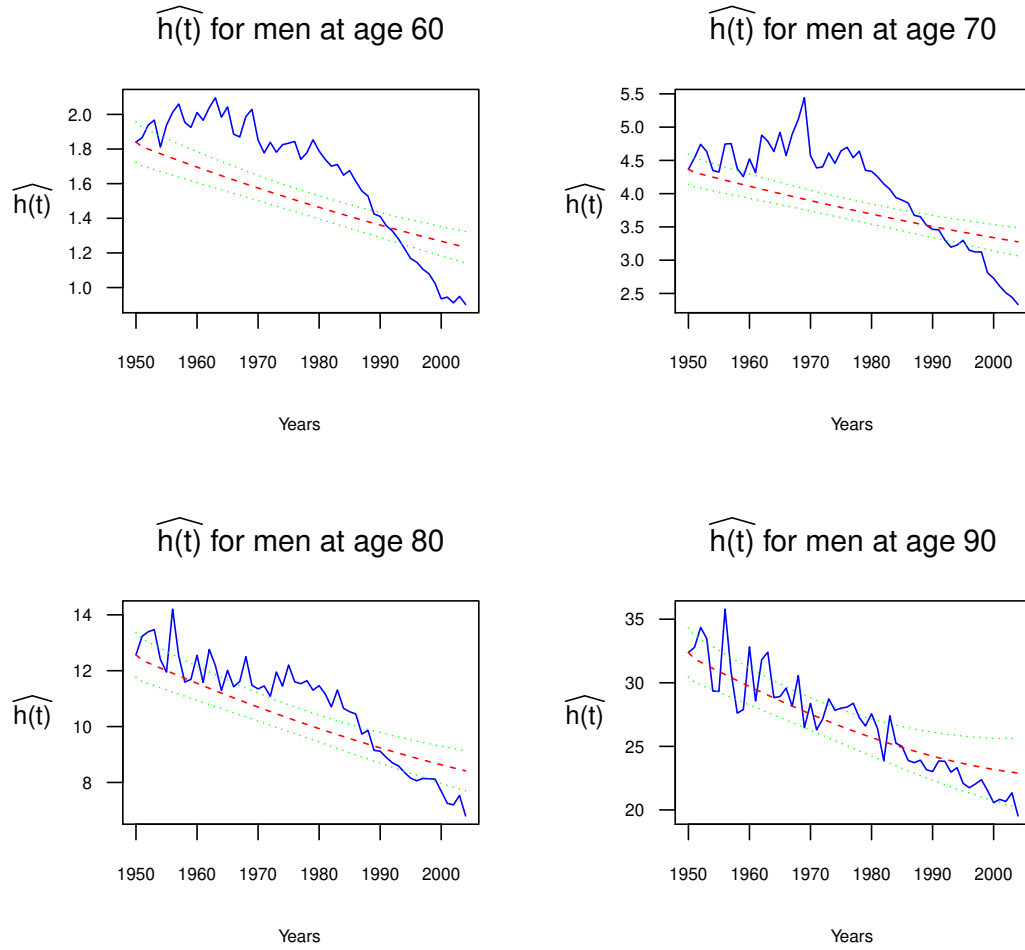 h(t) for men at age 60
2.0
1.8
1.6
1.4
1.2
1.0
h(t)
1950 1960 1970 1980 1990 2000
Years
h(t) for men at age 70
5.5
5.0
4.5
4.0
3.5
3.0
2.5
h(t)
1950 1960 1970 1980 1990 2000
Years
h(t) for men at age 80
14
12
10
8
h(t)
1950 1960 1970 1980 1990 2000
Years
h(t) for men at age 90
35
30
25
20
h(t)
1950 1960 1970 1980 1990 2000
Years